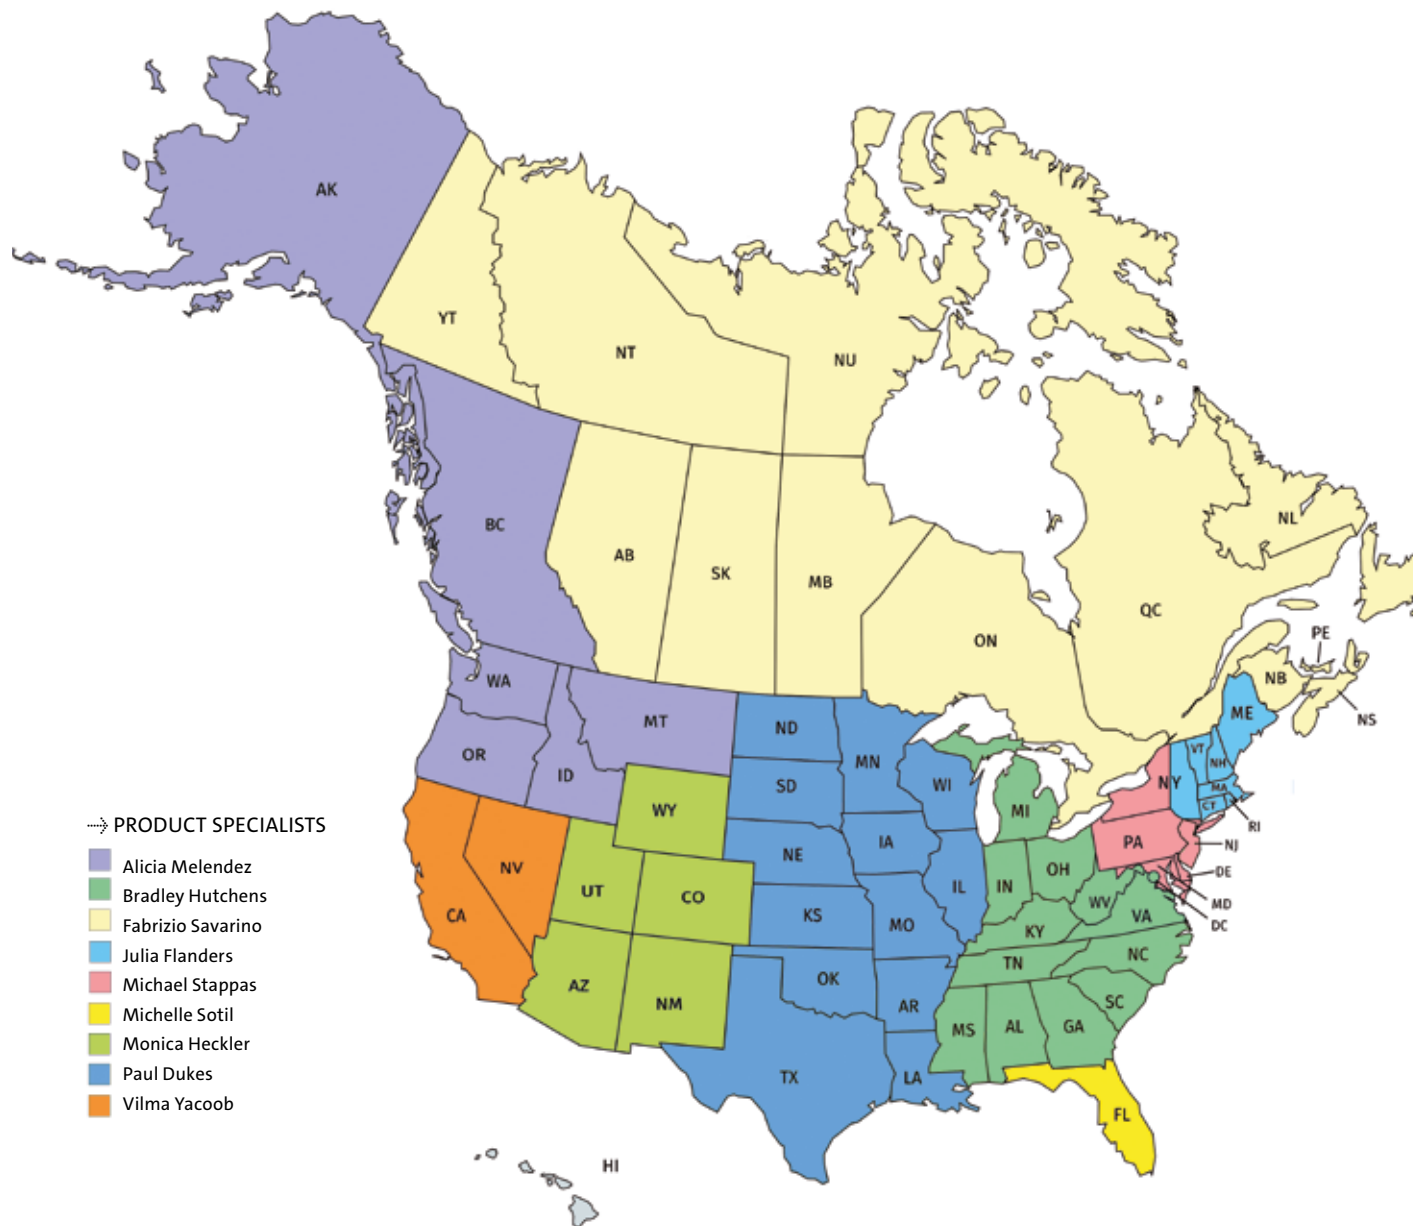 AK
YT
NT
NU
BC
AB
SK
MB
ON
QC
NL
PE
NB
NS
WA
OR
ID
MT
ND
MN
SD
WI
MI
NY
VT
NH
ME
MA
CT
RI
WY
NE
IA
IL
IN
OH
PA
NJ
DE
MD
DC
CA
NV
UT
CO
KS
MO
KY
WV
VA
AZ
NM
OK
AR
TN
NC
SC
TX
LA
MS
AL
GA
FL
HI
PRODUCT SPECIALISTS
Alicia Melendez
Bradley Hutchens
Fabrizio Savarino
Julia Flanders
Michael Stappas
Michelle Sotil
Monica Heckler
Paul Dukes
Vilma Yacoob